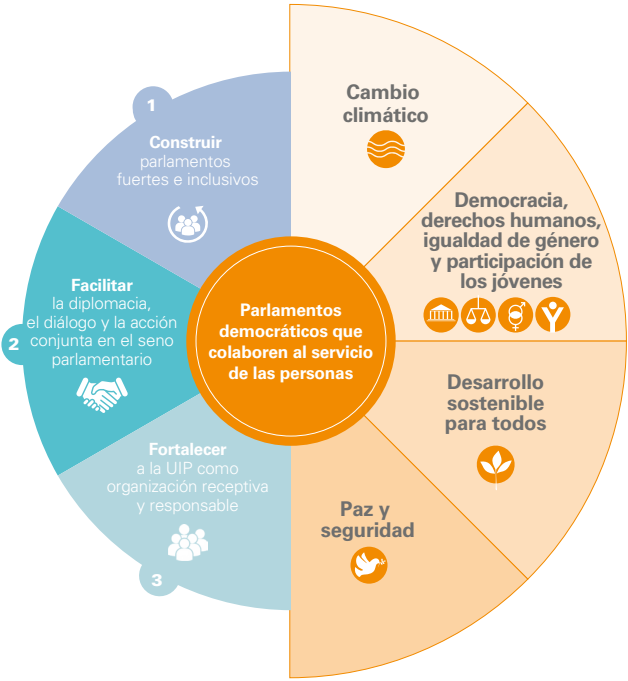 1
Construir
parlamentos
fuertes e inclusivos
2
Facilitar
la diplomacia,
el diálogo y la acción
conjunta en el seno
parlamentario
3
Fortalecer
a la UIP como
organización receptiva
y responsable
Parlamentos
democráticos que
colaboren al servicio
de las personas
Cambio
climático
Democracia,
derechos humanos,
igualdad de género
y participación de
los jóvenes
Desarrollo
sostenible
para todos
Paz y
seguridad